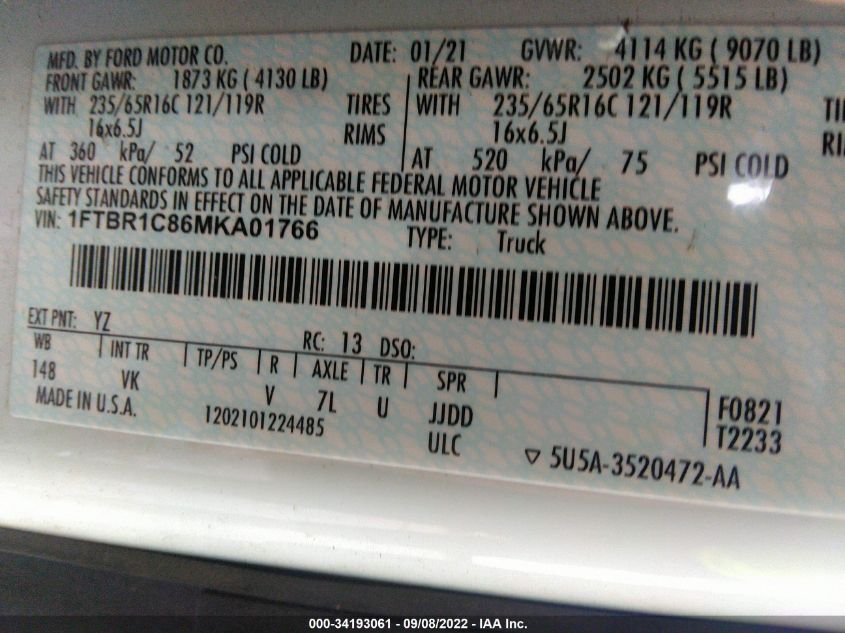 MFD. BY FORD MOTOR CO. DATE: 01/21 GVWR: 4114 KG ( 9070 LB)
FRONT GAWR: 1873 KG ( 4130 LB) REAR GAWR: 2502 KG ( 5515 LB)
WITH 235/65R16C 121/119R TIRES WITH 235/65R16C 121/119R
16x6.5J RIMS 16x6.5J
AT 360 kPa/ 52 PSI COLD AT 520 kPa/ 75 PSI COLD
THIS VEHICLE CONFORMS TO ALL APPLICABLE FEDERAL MOTOR VEHICLE
SAFETY STANDARDS IN EFFECT ON THE DATE OF MANUFACTURE SHOWN ABOVE.
VIN: 1FTBR1C86MKA01766 TYPE: Truck
EXT PNT: YZ RC: 13 DSO:
WB INT TR TP/PS R AXLE TR SPR
148 VK V 7L U JJDD F0821
MADE IN U.S.A. 1202101224485 ULC T2233
5U5A-3520472-AA
000-34193061 - 09/08/2022 - IAA Inc.